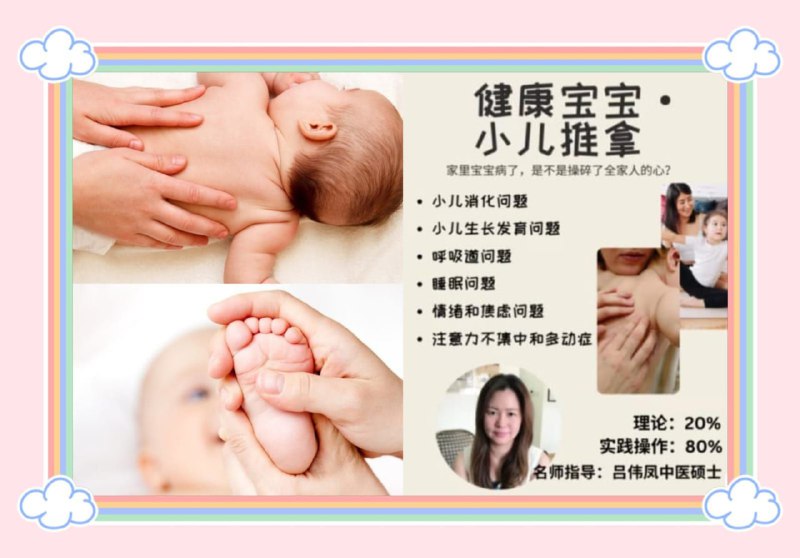 健康宝宝·
小儿推拿
家里宝宝病了，是不是操碎了全家人的心？
• 小儿消化问题
• 小儿生长发育问题
• 呼吸道问题
• 睡眠问题
• 情绪和焦虑问题
• 注意力不集中和多动症
理论：20%
实践操作：80%
名师指导：吕伟凤中医硕士